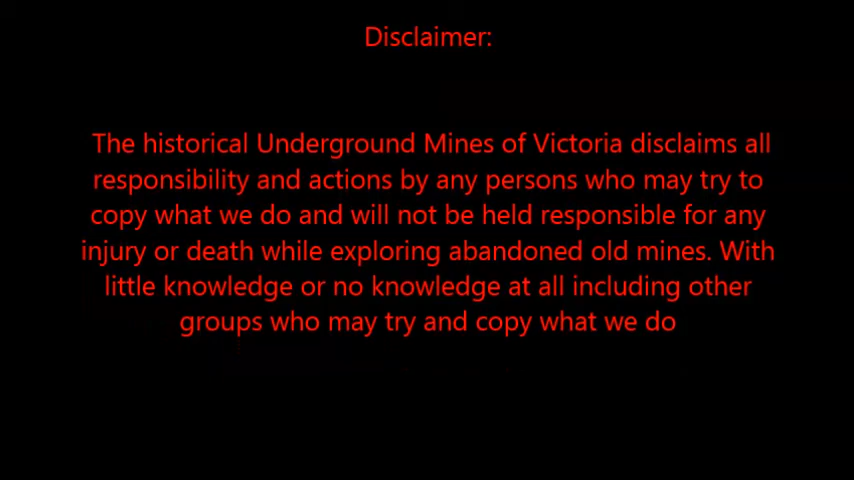 Disclaimer:
The historical Underground Mines of Victoria disclaims all
responsibility and actions by any persons who may try to
copy what we do and will not be held responsible for any
injury or death while exploring abandoned old mines. With
little knowledge or no knowledge at all including other
groups who may try and copy what we do